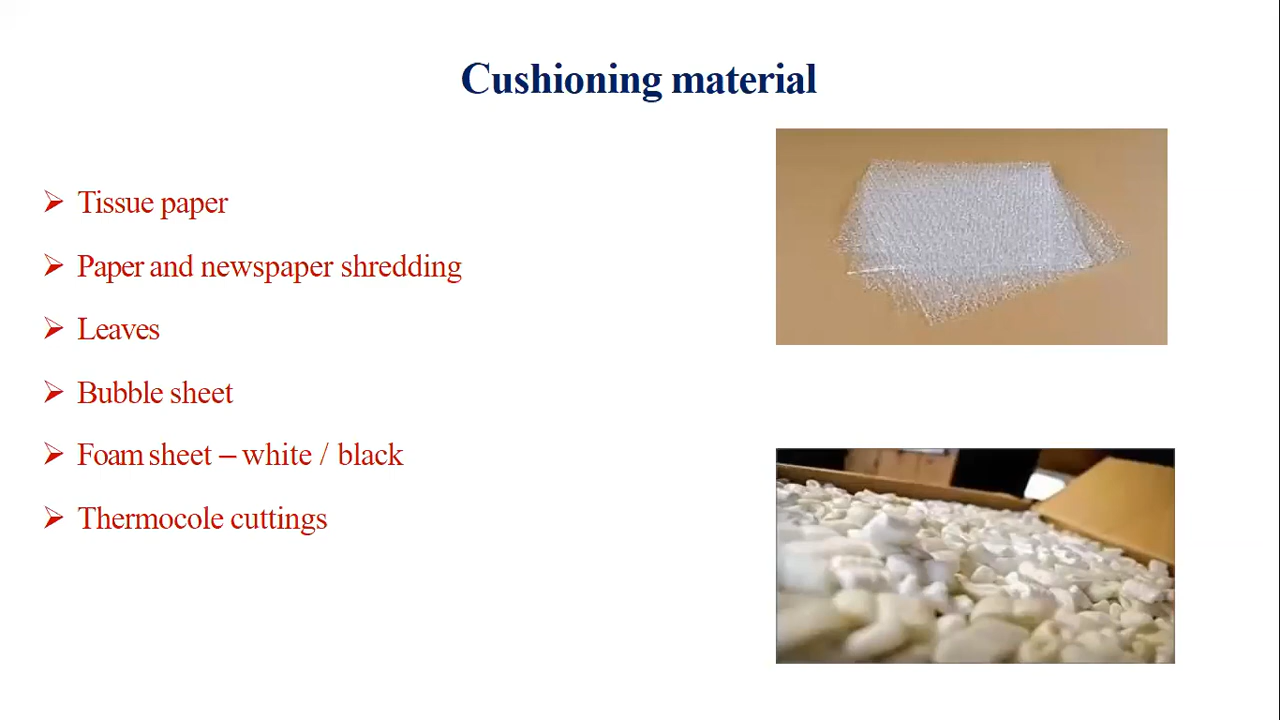 Cushioning material
➢ Tissue paper
➢ Paper and newspaper shredding
➢ Leaves
➢ Bubble sheet
➢ Foam sheet – white / black
➢ Thermocole cuttings